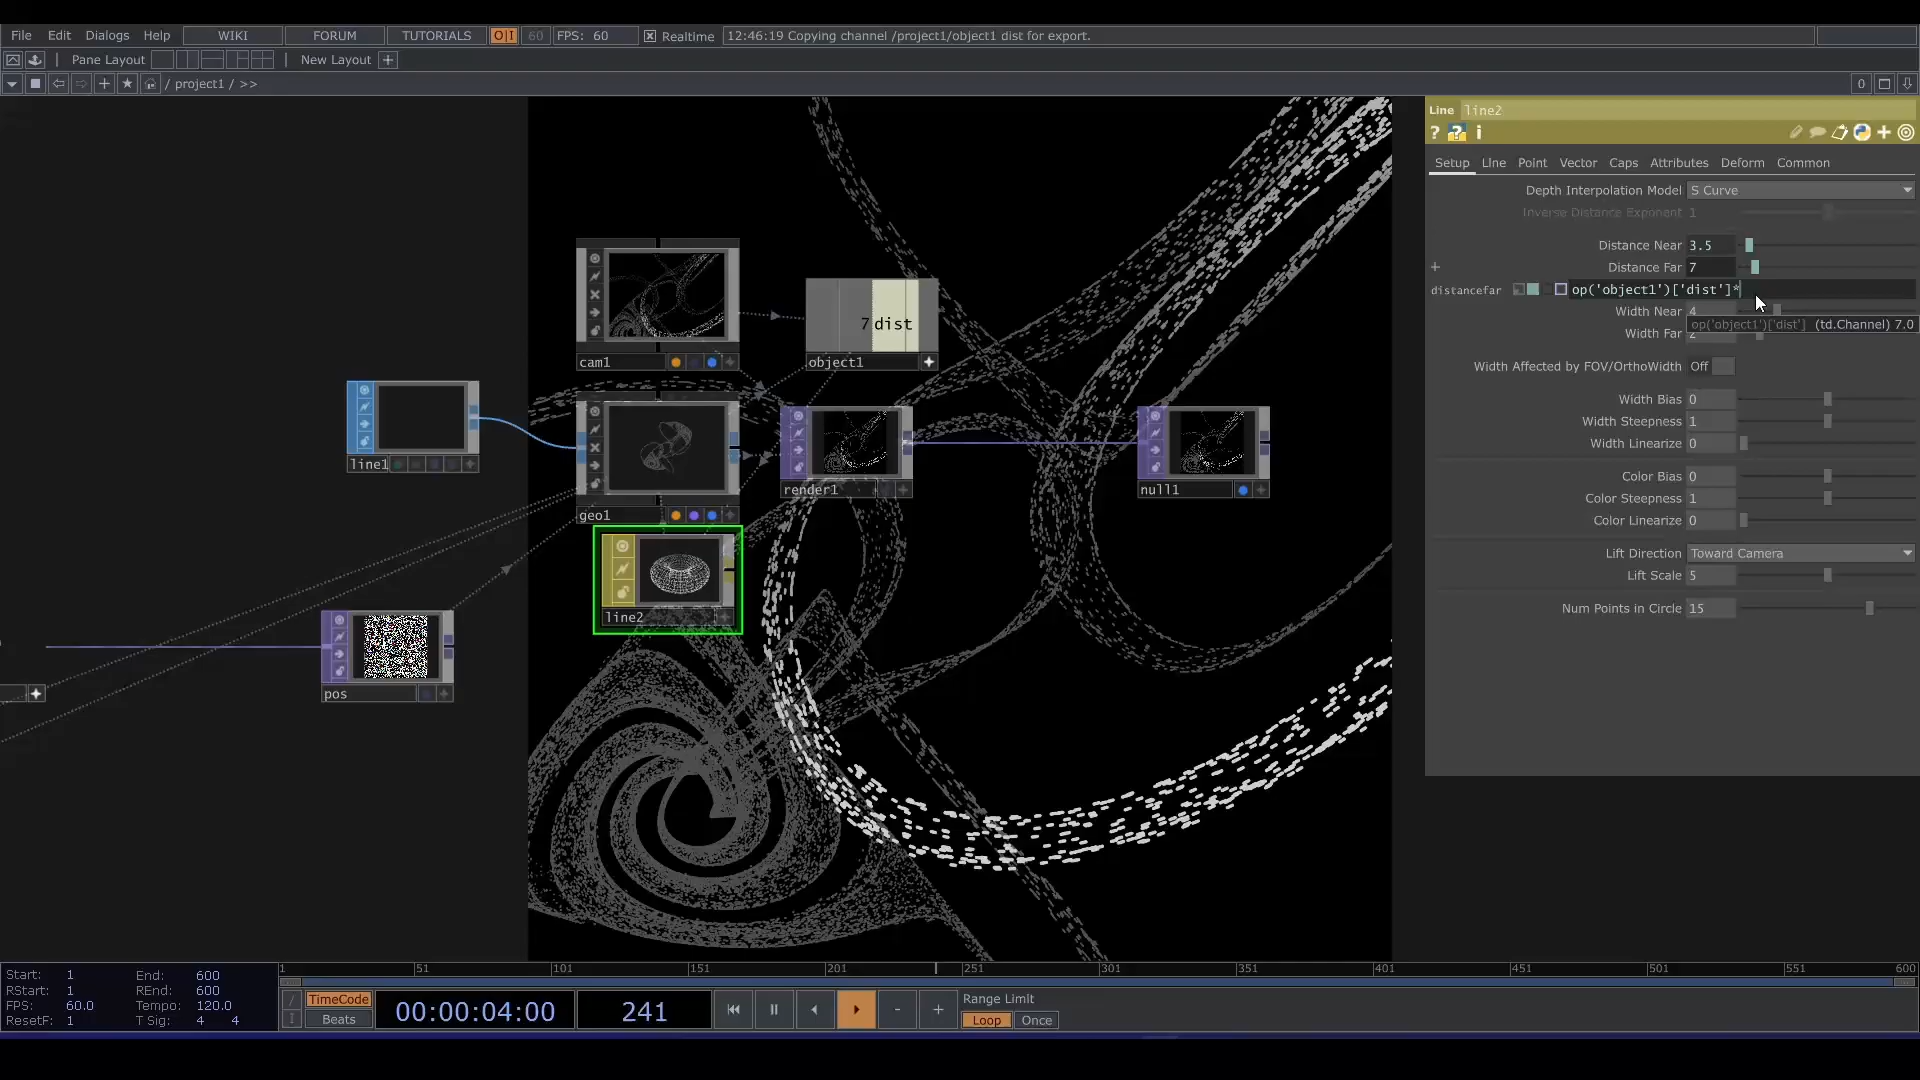 File Edit Dialogs Help WIKI FORUM TUTORIALS O|I 60 FPS: 60 Realtime 12:46:19 Copying channel /project1/object1 dist for export.
Pane Layout New Layout
/ project1 / >> 0
Line line2
Setup Line Point Vector Caps Attributes Deform Common
Depth Interpolation Model S Curve
Inverse Distance Exponent 1
Distance Near 3.5
Distance Far 7
distancefar op('object1')['dist']*
Width Near 4
op('object1')['dist'] (td.Channel) 7.0
Width Far 2
Width Affected by FOV/OrthoWidth Off
Width Bias 0
Width Steepness 1
Width Linearize 0
Color Bias 0
Color Steepness 1
Color Linearize 0
Lift Direction Toward Camera
Lift Scale 5
Num Points in Circle 15
7 dist
cam1
object1
line1
render1
null1
geo1
line2
pos
1 51 101 151 201 251 301 351 401 451 501 551 600
Start: 1 End: 600
RStart: 1 REnd: 600
FPS: 60.0 Tempo: 120.0
ResetF: 1 T Sig: 4 4
TimeCode
Beats
00:00:04:00
241
Range Limit
Loop Once